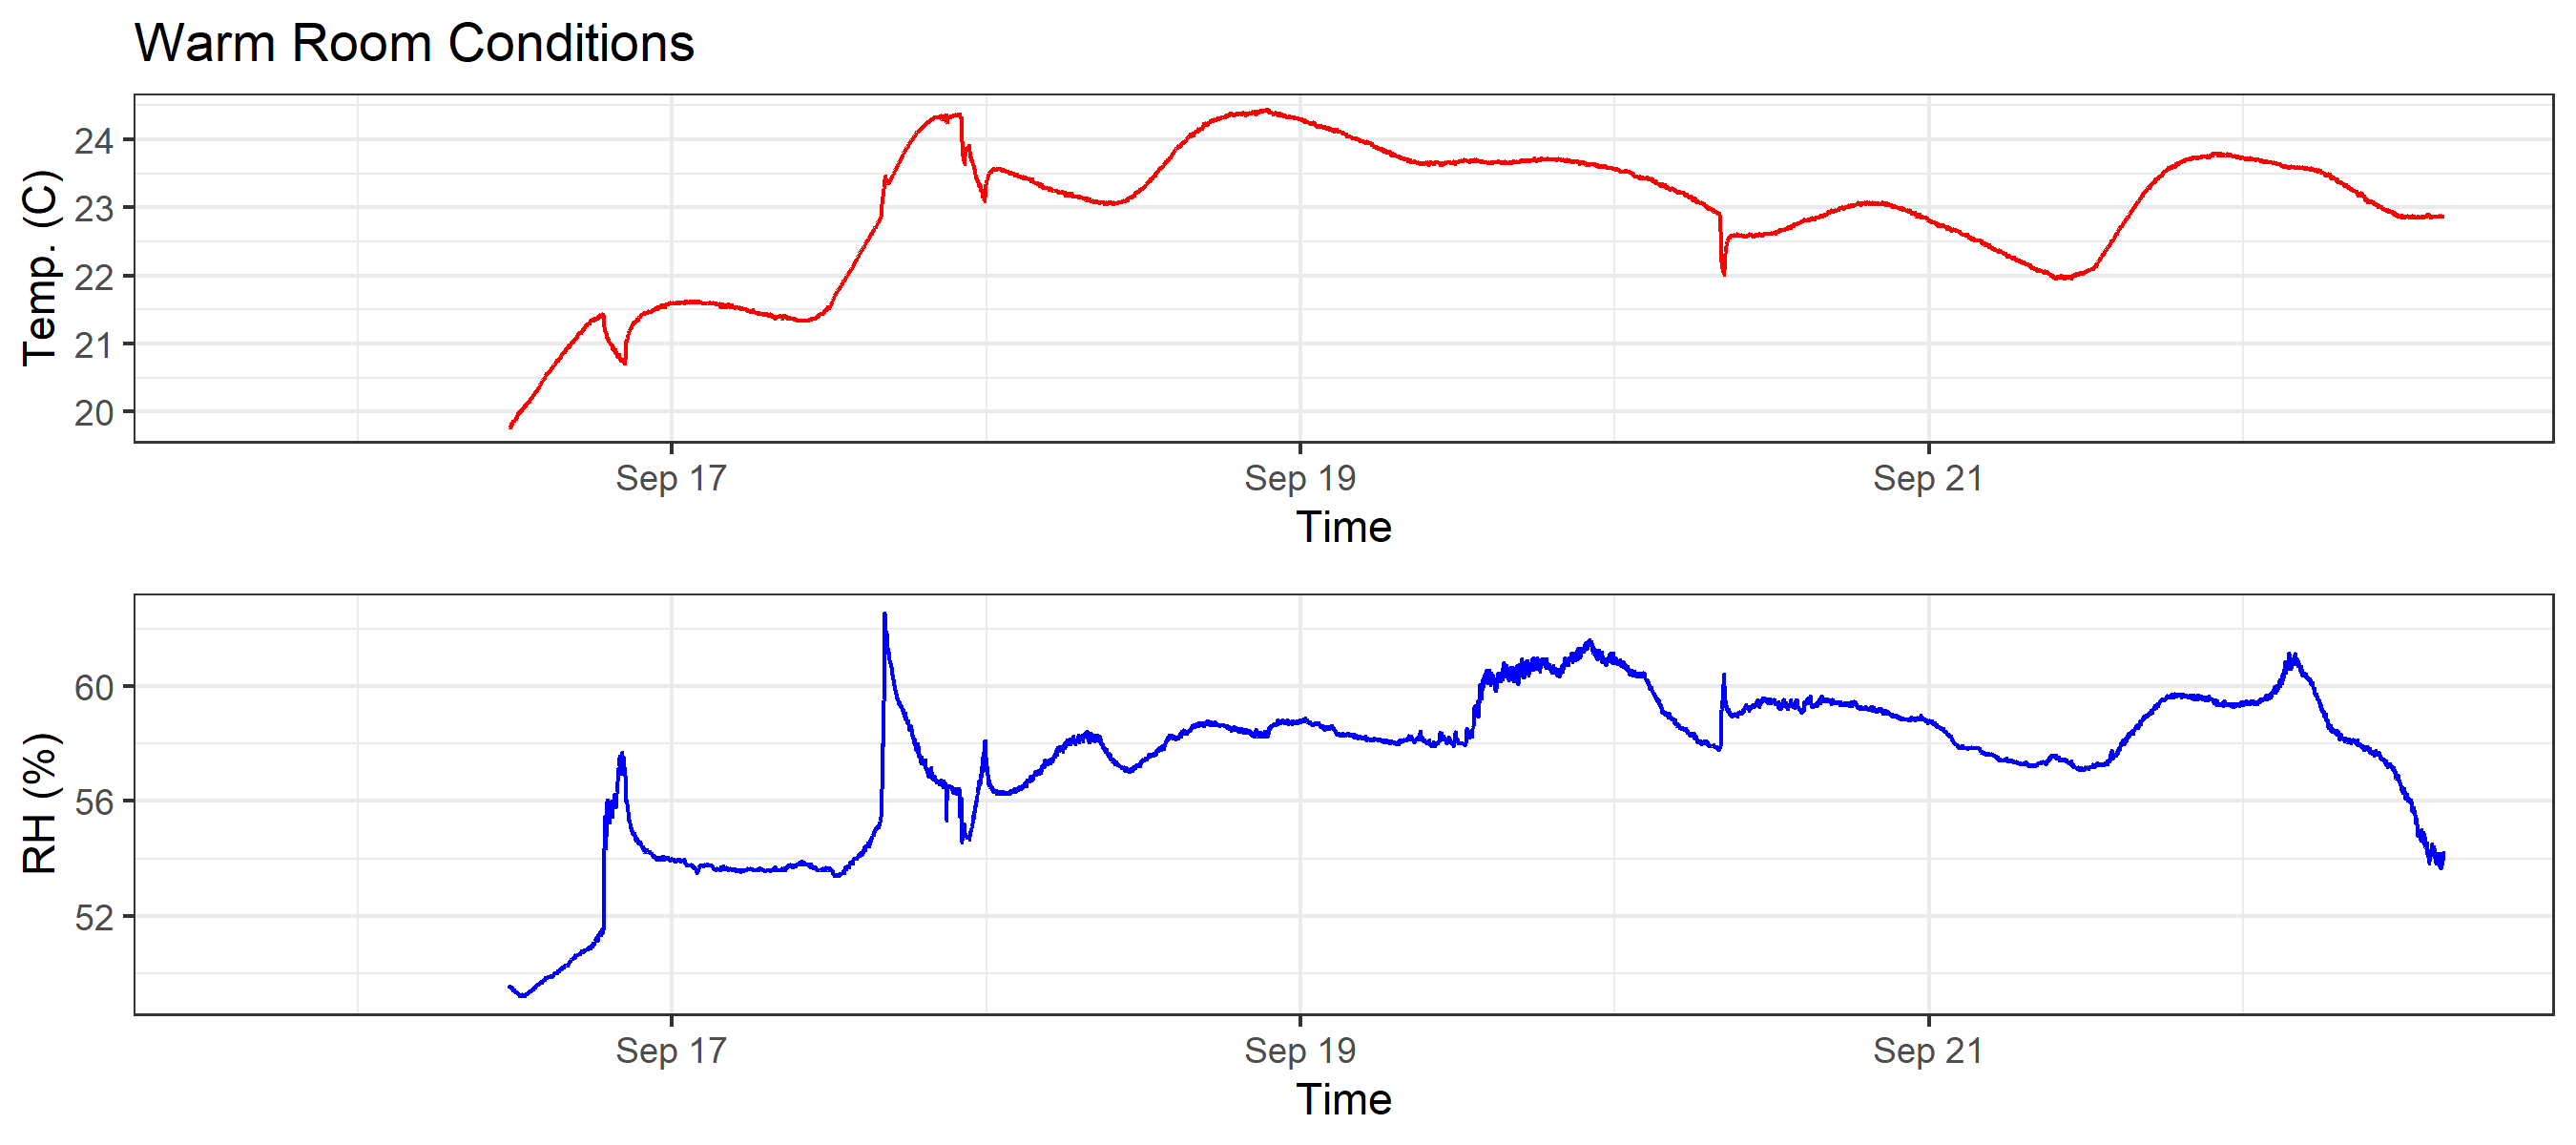 Warm Room Conditions
Temp. (C)
24
23
22
21
20
Sep 17 Sep 19 Sep 21
Time
RH (%)
60
56
52
Sep 17 Sep 19 Sep 21
Time